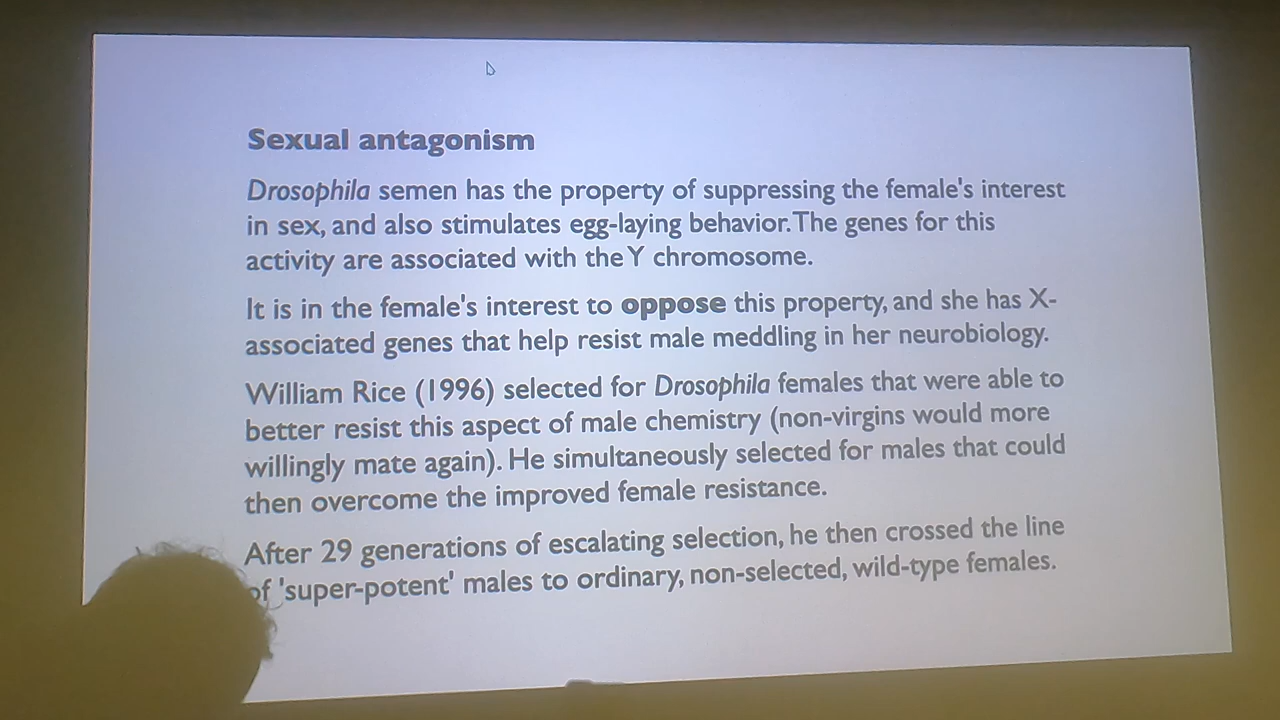 Sexual antagonism
Drosophila semen has the property of suppressing the female's interest
in sex, and also stimulates egg-laying behavior. The genes for this
activity are associated with the Y chromosome.
It is in the female's interest to oppose this property, and she has X-
associated genes that help resist male meddling in her neurobiology.
William Rice (1996) selected for Drosophila females that were able to
better resist this aspect of male chemistry (non-virgins would more
willingly mate again). He simultaneously selected for males that could
then overcome the improved female resistance.
After 29 generations of escalating selection, he then crossed the line
of 'super-potent' males to ordinary, non-selected, wild-type females.